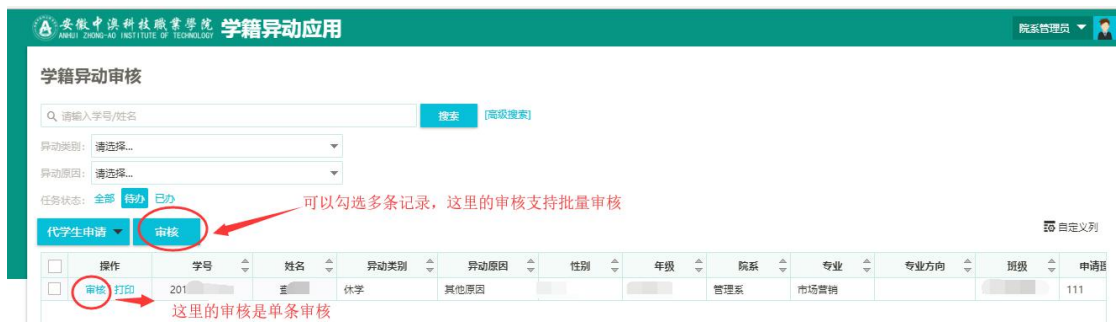 安徽中澳科技職業學院 学籍异动应用 院系管理员
ANHUI ZHONG-AO INSTITUTE OF TECHNOLOGY
学籍异动审核
请输入学号/姓名 搜索 [高级搜索]
异动类别: 请选择...
异动原因: 请选择...
任务状态: 全部 待办 已办
可以勾选多条记录，这里的审核支持批量审核
代学生申请 审核 自定义列
操作 学号 姓名 异动类别 异动原因 性别 年级 院系 专业 专业方向 班级
审核 打印 201 休学 其他原因 管理系 市场营销 111
这里的审核是单条审核